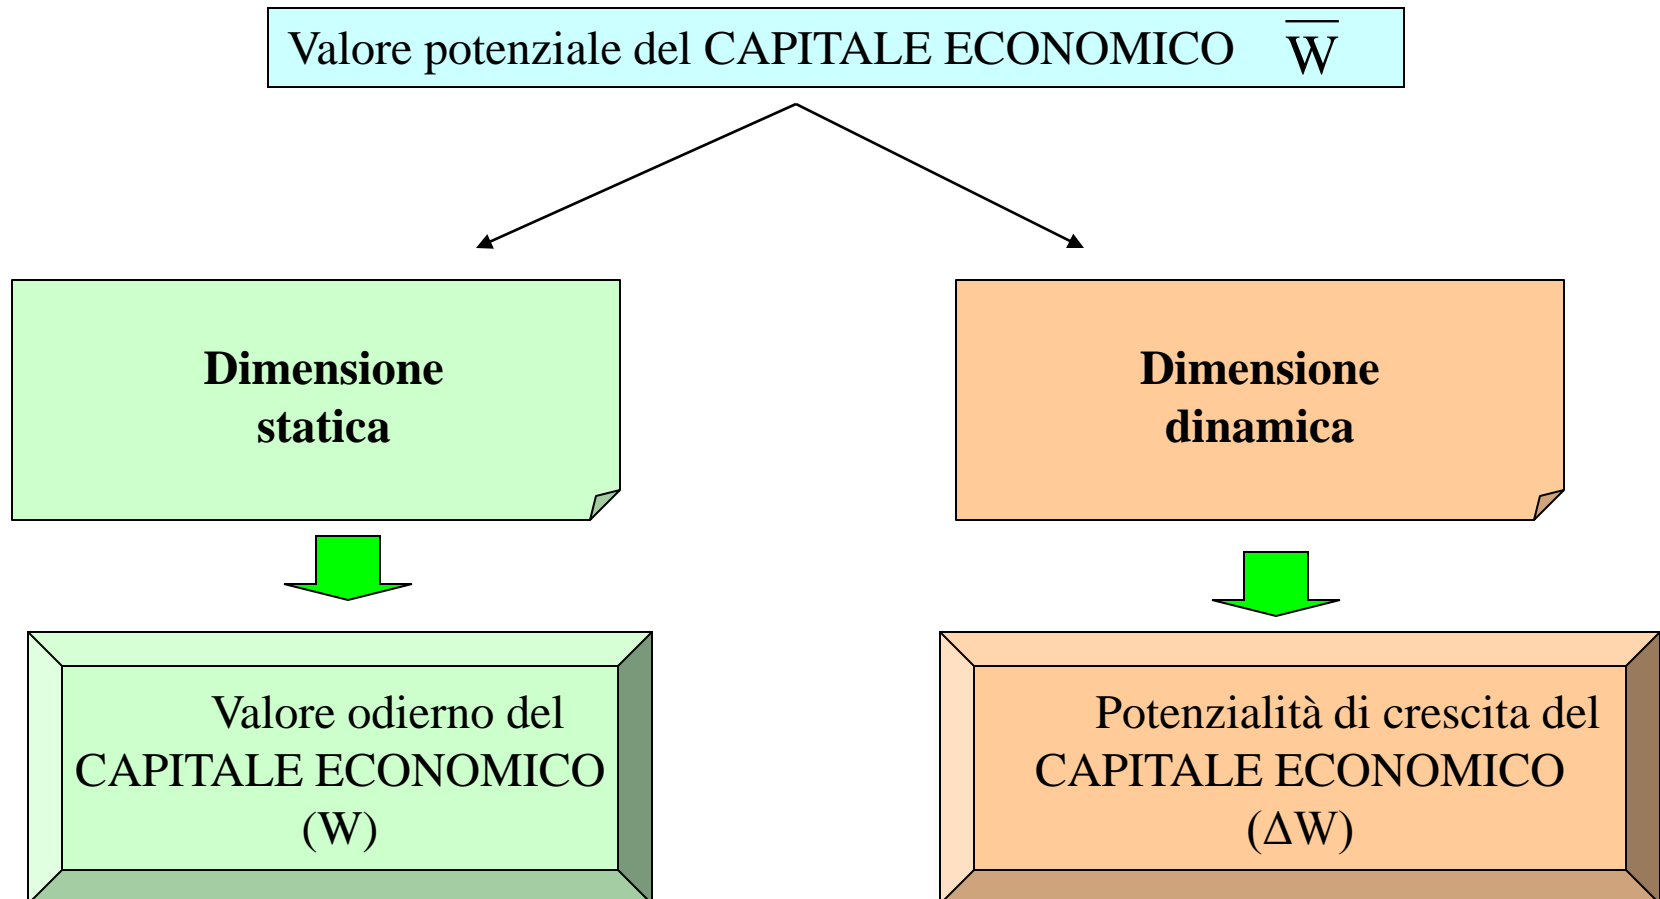 Valore potenziale del CAPITALE ECONOMICO W̅
Dimensione
statica
Dimensione
dinamica
Valore odierno del
CAPITALE ECONOMICO
(W)
Potenzialità di crescita del
CAPITALE ECONOMICO
(ΔW)